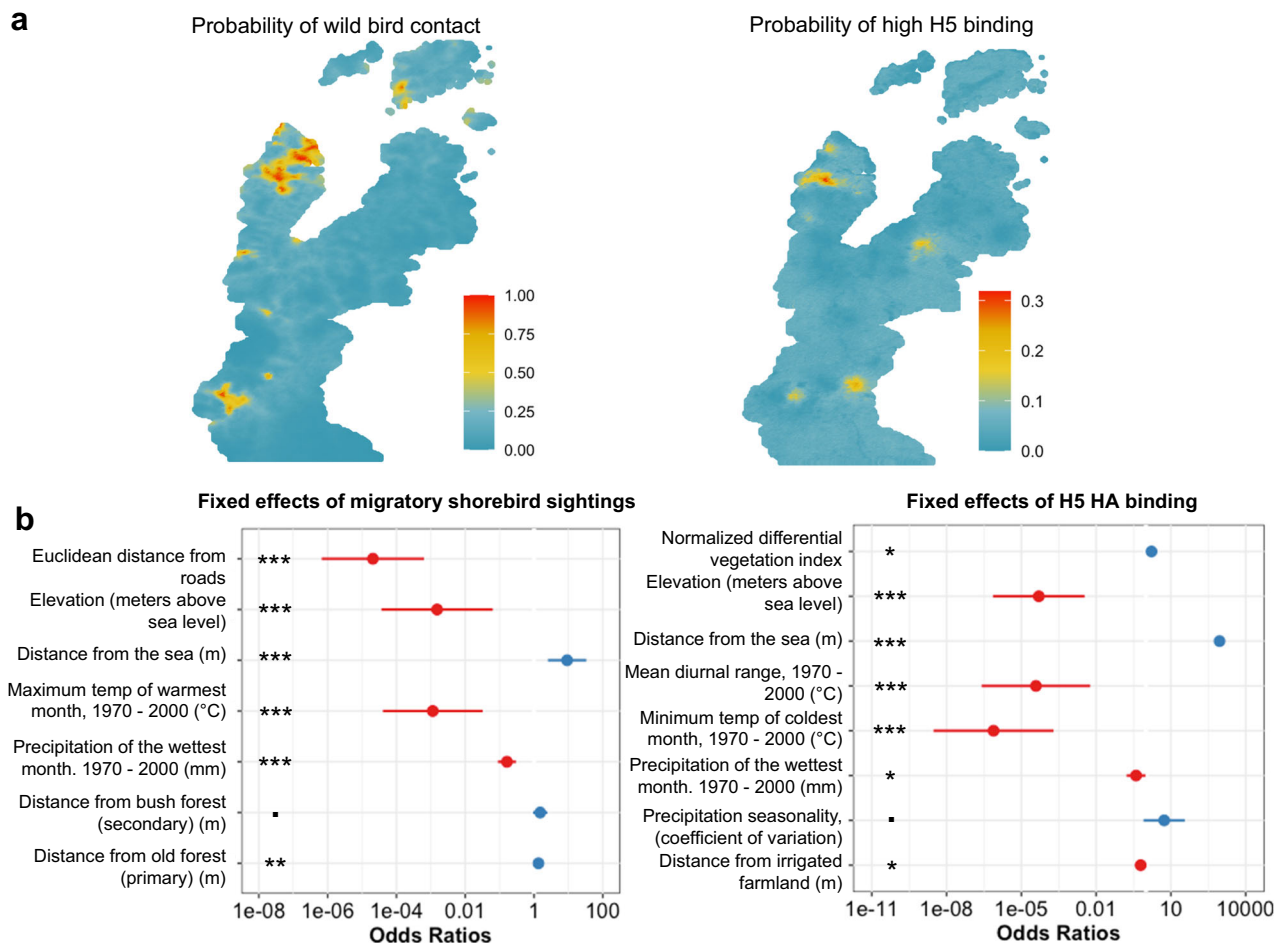 a
Probability of wild bird contact
Probability of high H5 binding
1.00
0.75
0.50
0.25
0.00
0.3
0.2
0.1
0.0
b
Fixed effects of migratory shorebird sightings
Euclidean distance from
roads
Elevation (meters above
sea level)
Distance from the sea (m)
Maximum temp of warmest
month, 1970 - 2000 (°C)
Precipitation of the wettest
month. 1970 - 2000 (mm)
Distance from bush forest
(secondary) (m)
Distance from old forest
(primary) (m)
***
***
***
***
***
.
**
1e-08 1e-06 1e-04 0.01 1 100
Odds Ratios
Fixed effects of H5 HA binding
Normalized differential
vegetation index
Elevation (meters above
sea level)
Distance from the sea (m)
Mean diurnal range, 1970 -
2000 (°C)
Minimum temp of coldest
month, 1970 - 2000 (°C)
Precipitation of the wettest
month. 1970 - 2000 (mm)
Precipitation seasonality,
(coefficient of variation)
Distance from irrigated
farmland (m)
*
***
***
***
***
*
.
*
1e-11 1e-08 1e-05 0.01 10 10000
Odds Ratios